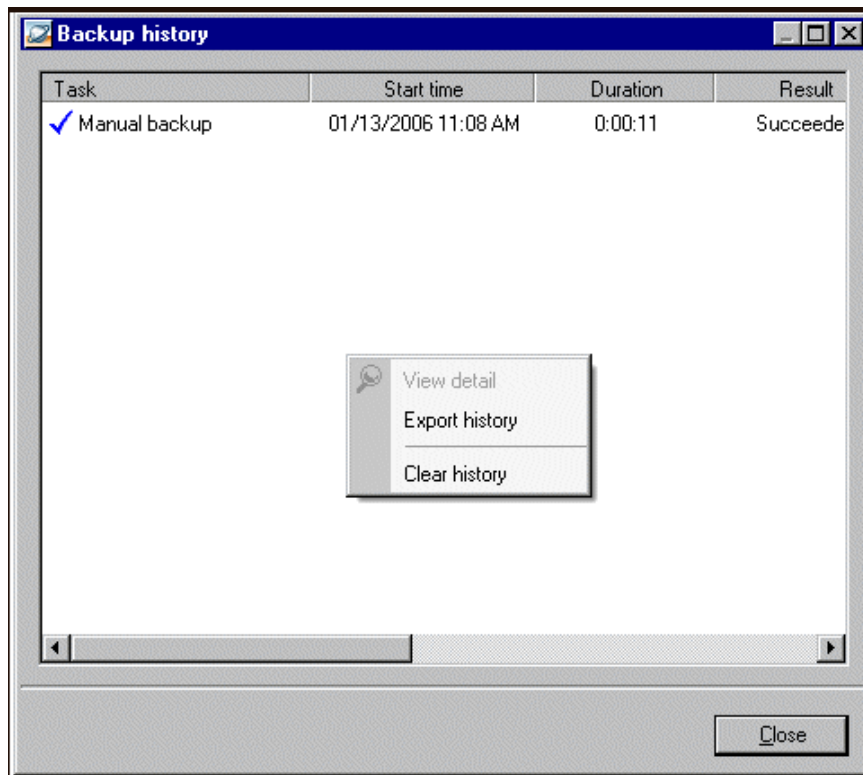 Backup history
Task Start time Duration Result
Manual backup 01/13/2006 11:08 AM 0:00:11 Succeede
View detail
Export history
Clear history
Close